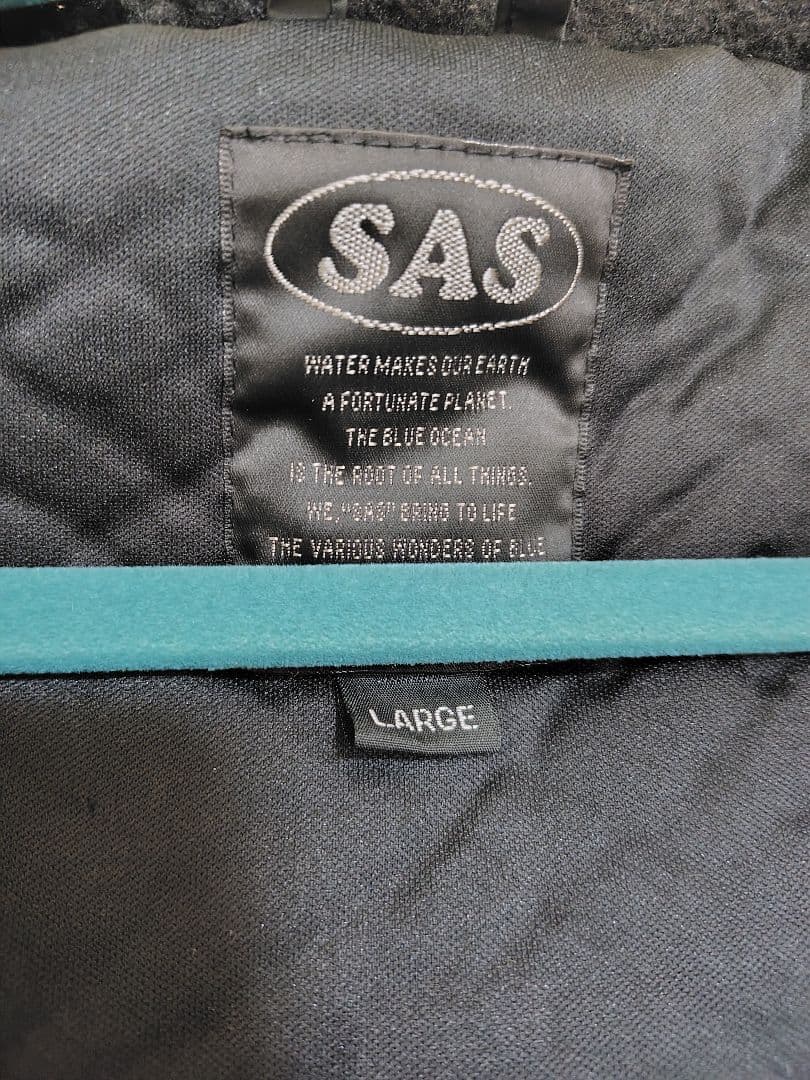 SAS
WATER MAKES OUR EARTH
A FORTUNATE PLANET.
THE BLUE OCEAN
IS THE ROOT OF ALL THINGS.
WE, "SAS" BRING TO LIFE
THE VARIOUS WONDERS OF BLUE
LARGE